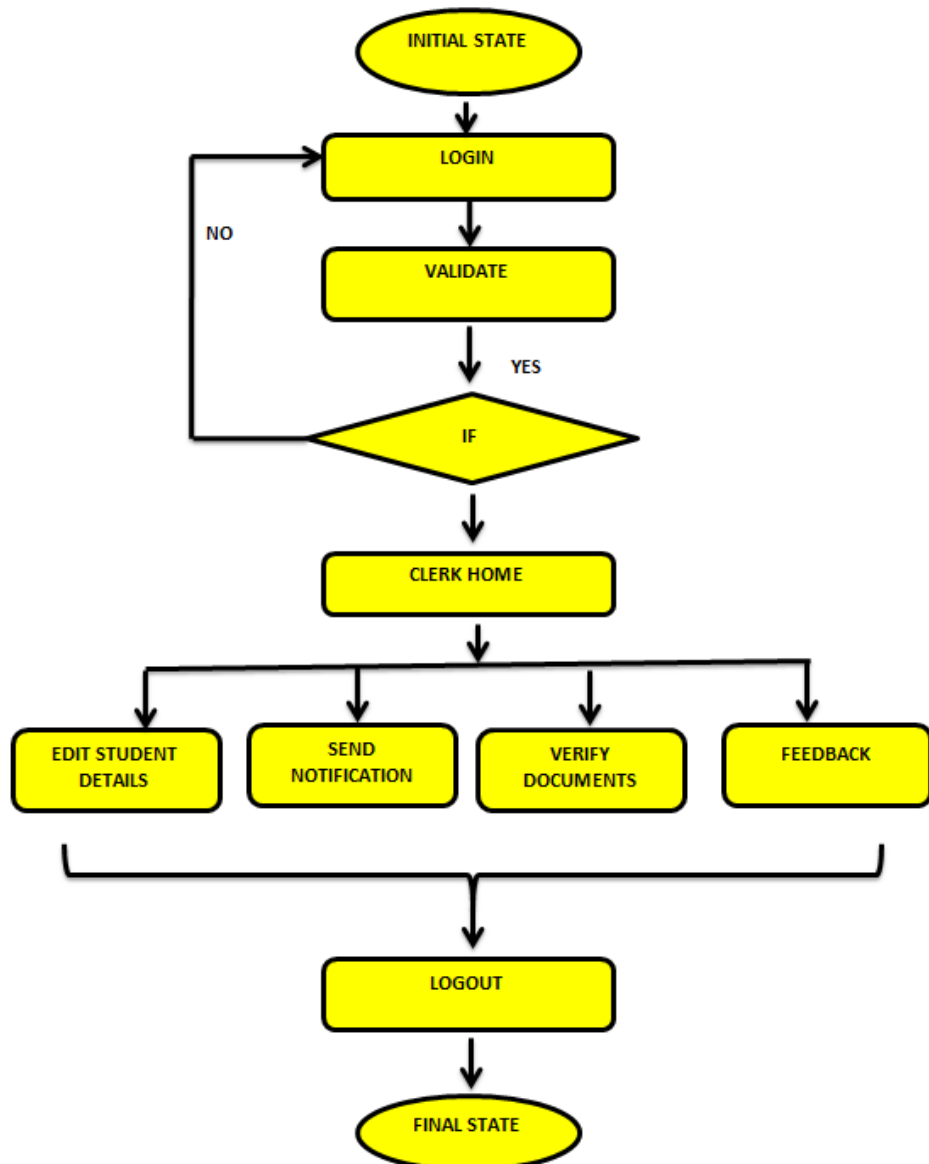 INITIAL STATE
LOGIN
NO
VALIDATE
YES
IF
CLERK HOME
EDIT STUDENT
DETAILS
SEND
NOTIFICATION
VERIFY
DOCUMENTS
FEEDBACK
LOGOUT
FINAL STATE